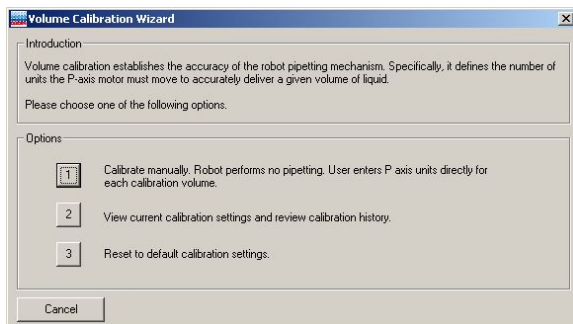 Volume Calibration Wizard
Introduction
Volume calibration establishes the accuracy of the robot pipetting mechanism. Specifically, it defines the number of
units the P-axis motor must move to accurately deliver a given volume of liquid.
Please choose one of the following options.
Options
1 Calibrate manually. Robot performs no pipetting. User enters P axis units directly for
each calibration volume.
2 View current calibration settings and review calibration history.
3 Reset to default calibration settings.
Cancel